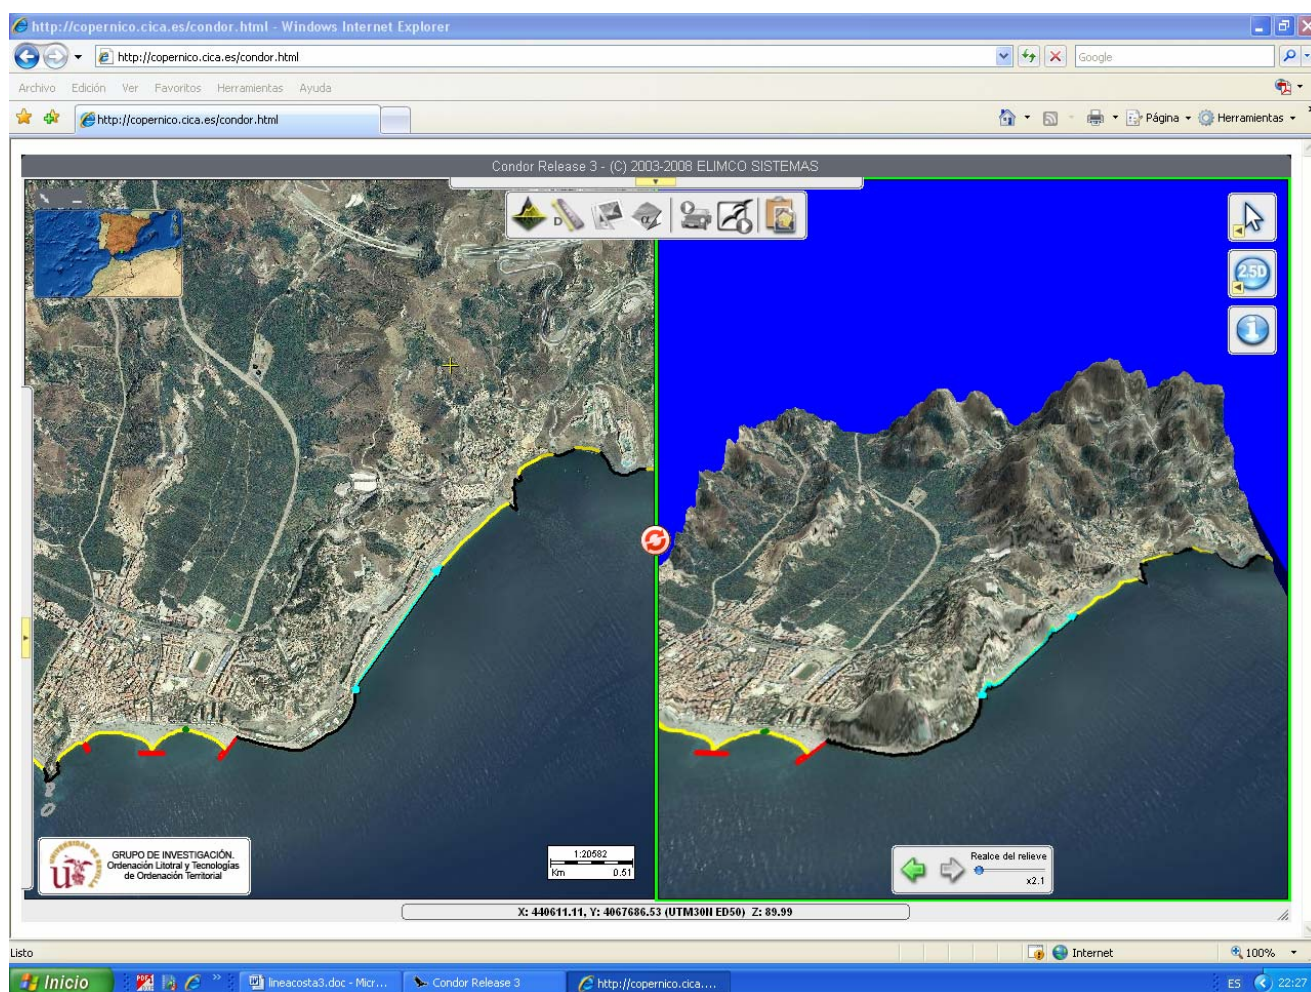 http://copernico.cica.es/condor.html - Windows Internet Explorer
http://copernico.cica.es/condor.html
Google
Archivo Edición Ver Favoritos Herramientas Ayuda
http://copernico.cica.es/condor.html
Página
Herramientas
Condor Release 3 - (C) 2003-2008 ELIMCO SISTEMAS
D
α
2.5D
i
GRUPO DE INVESTIGACIÓN.
Ordenación Litotral y Tecnologías
de Ordenación Territorial
us
1:20582
Km 0.51
Realce del relieve
x2.1
X: 440611.11, Y: 4067686.53 (UTM30N ED50) Z: 89.99
Listo
Internet
100%
Inicio
lineacosta3.doc - Micr...
Condor Release 3
http://copernico.cica....
ES
22:27